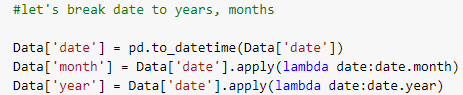 #let's break date to years, months
Data['date'] = pd.to_datetime(Data['date'])
Data['month'] = Data['date'].apply(lambda date:date.month)
Data['year'] = Data['date'].apply(lambda date:date.year)